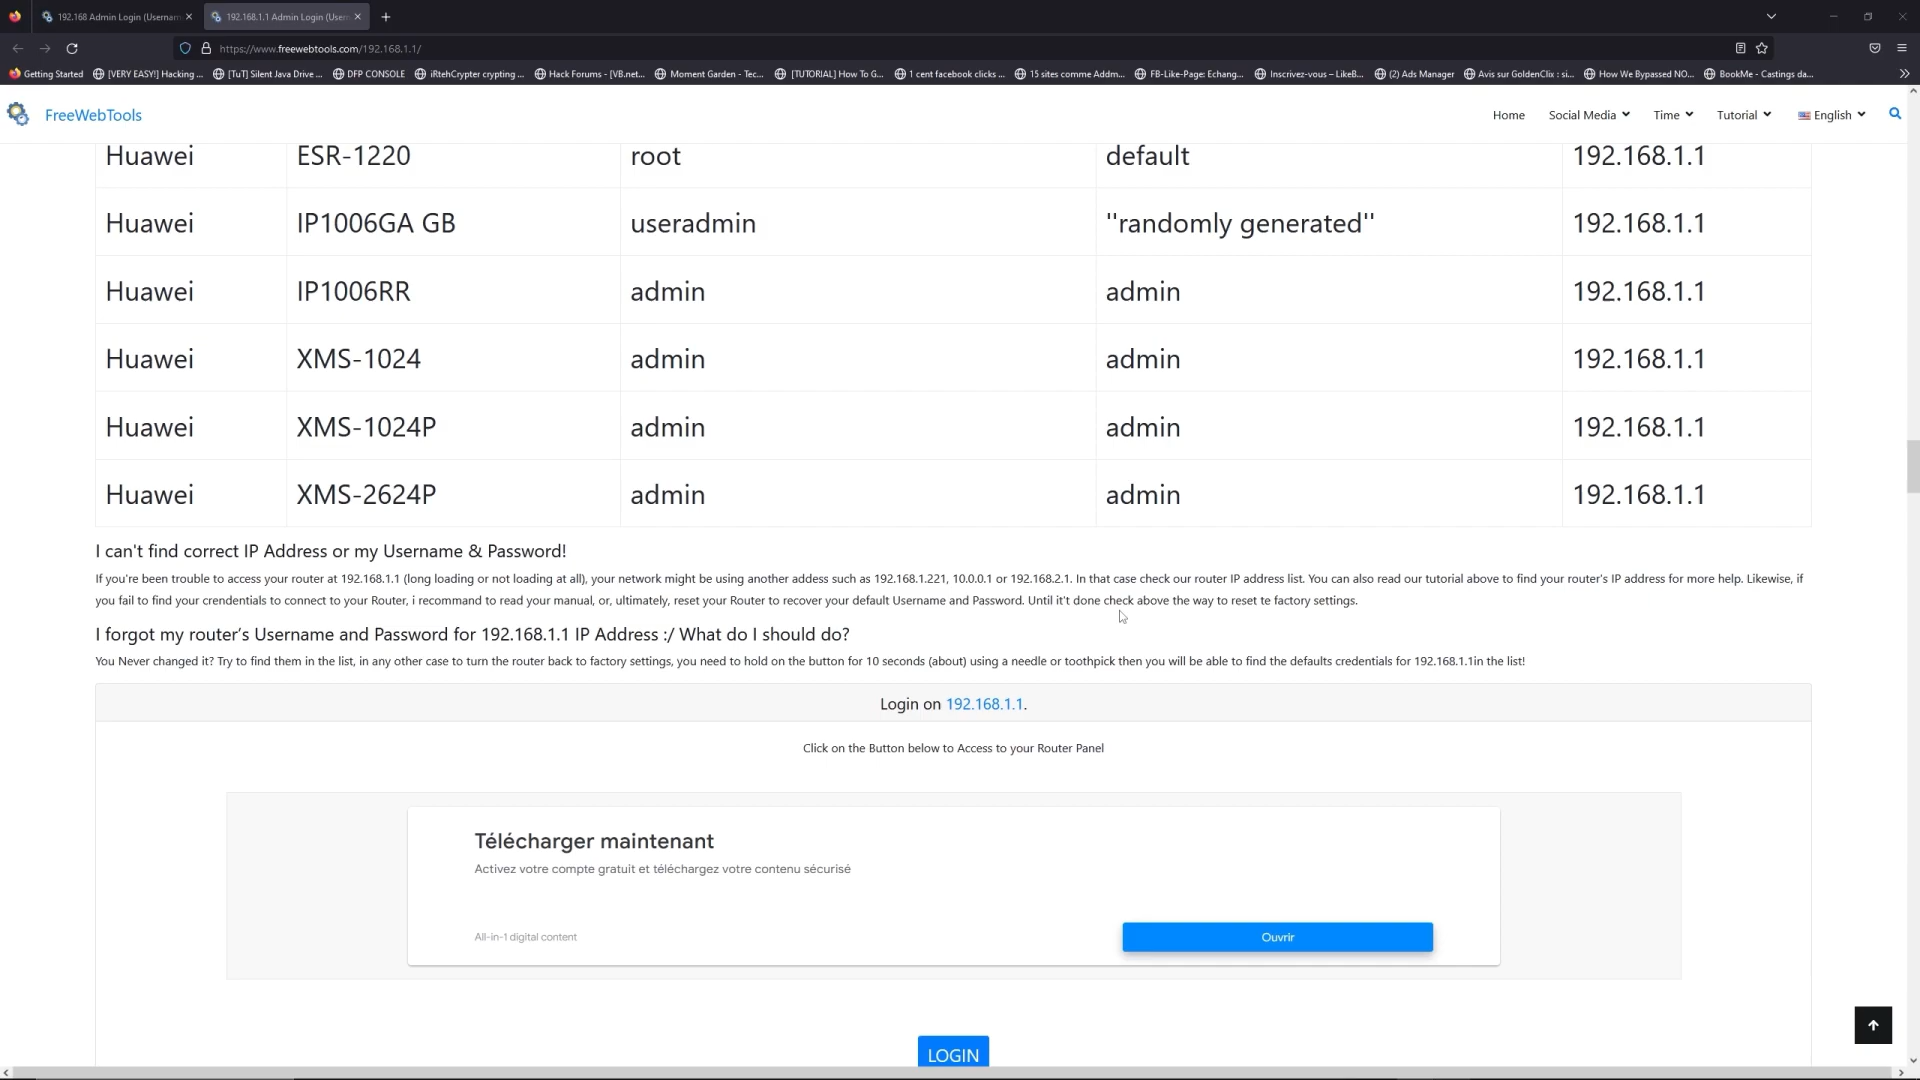 192.168 Admin Login (Usernam
192.168.1.1 Admin Login (User
https://www.freewebtools.com/192.168.1.1/
Getting Started
[VERY EASY!] Hacking ...
[TuT] Silent Java Drive ...
DFP CONSOLE
iRtehCrypter crypting ...
Hack Forums - [VB.net...
Moment Garden - Tec...
[TUTORIAL] How To G...
1 cent facebook clicks ...
15 sites comme Addm...
FB-Like-Page: Echang...
Inscrivez-vous – LikeB...
(2) Ads Manager
Avis sur GoldenClix : si...
How We Bypassed NO...
BookMe - Castings da...
FreeWebTools
Home Social Media Time Tutorial English
Huawei ESR-1220 root default 192.168.1.1
Huawei IP1006GA GB useradmin ''randomly generated'' 192.168.1.1
Huawei IP1006RR admin admin 192.168.1.1
Huawei XMS-1024 admin admin 192.168.1.1
Huawei XMS-1024P admin admin 192.168.1.1
Huawei XMS-2624P admin admin 192.168.1.1
I can't find correct IP Address or my Username & Password!
If you're been trouble to access your router at 192.168.1.1 (long loading or not loading at all), your network might be using another addess such as 192.168.1.221, 10.0.0.1 or 192.168.2.1. In that case check our router IP address list. You can also read our tutorial above to find your router's IP address for more help. Likewise, if
you fail to find your crendentials to connect to your Router, i recommand to read your manual, or, ultimately, reset your Router to recover your default Username and Password. Until it't done check above the way to reset te factory settings.
I forgot my router’s Username and Password for 192.168.1.1 IP Address :/ What do I should do?
You Never changed it? Try to find them in the list, in any other case to turn the router back to factory settings, you need to hold on the button for 10 seconds (about) using a needle or toothpick then you will be able to find the defaults credentials for 192.168.1.1in the list!
Login on 192.168.1.1.
Click on the Button below to Access to your Router Panel
Télécharger maintenant
Activez votre compte gratuit et téléchargez votre contenu sécurisé
All-in-1 digital content
Ouvrir
LOGIN